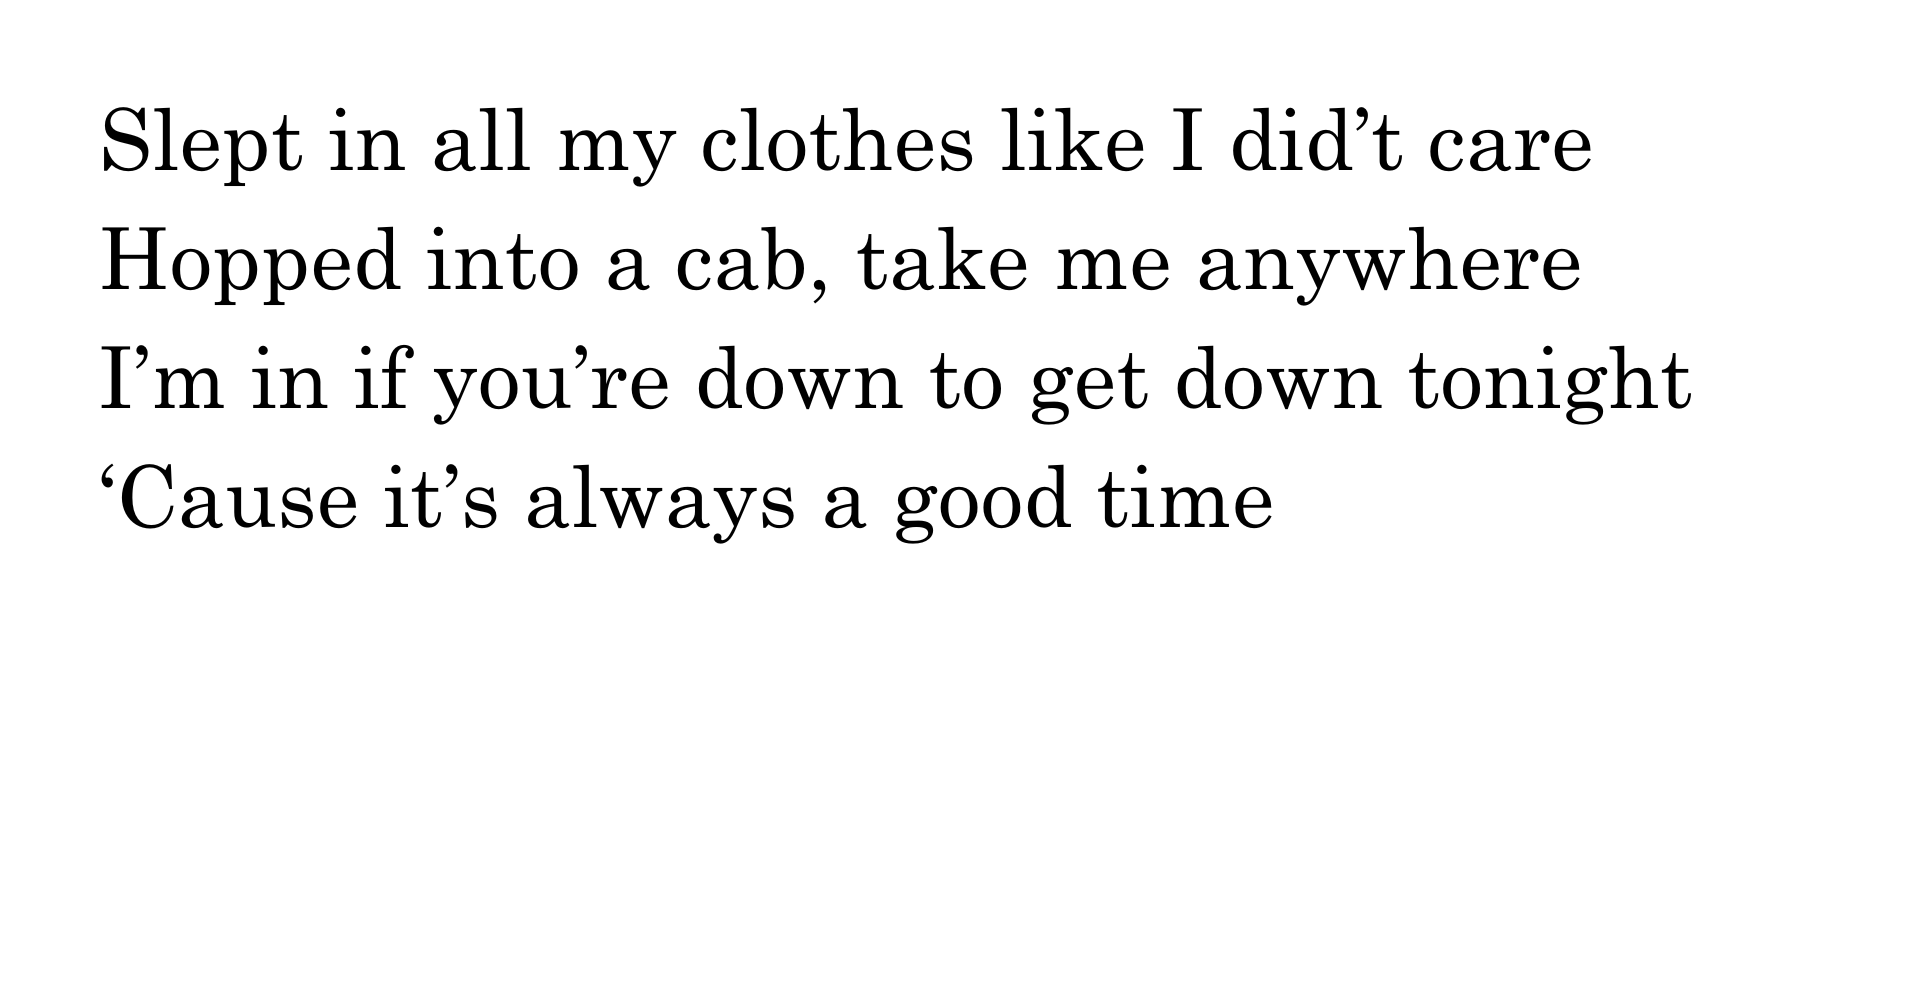 Slept in all my clothes like I did’t care
Hopped into a cab, take me anywhere
I’m in if you’re down to get down tonight
‘Cause it’s always a good time